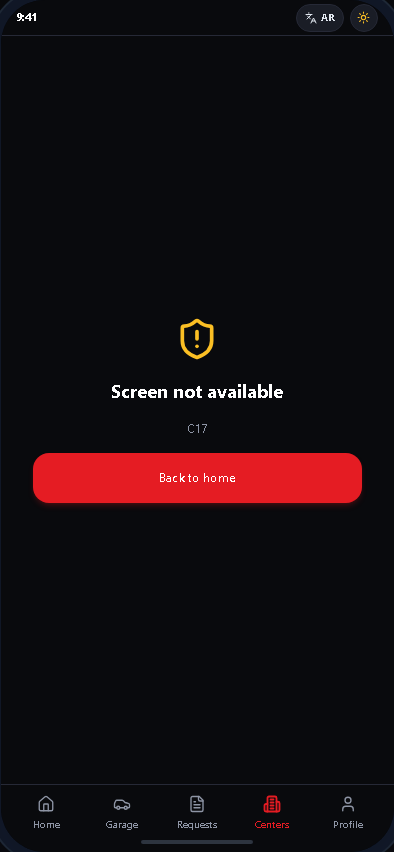 9:41
AR
Screen not available
C17
Back to home
Home
Garage
Requests
Centers
Profile